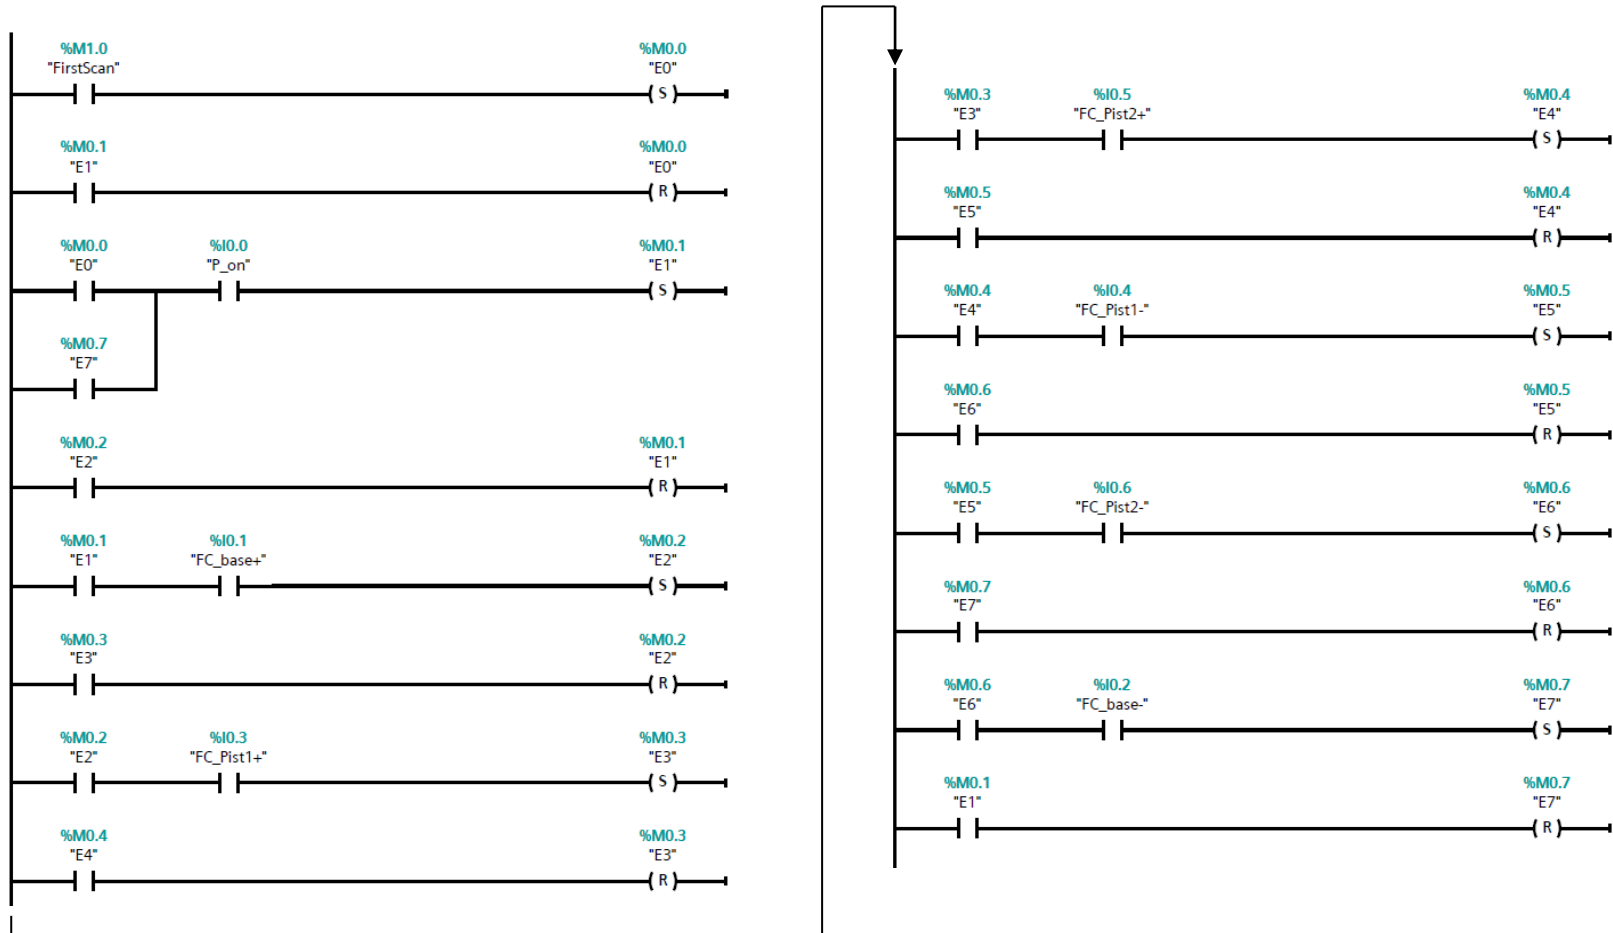 %M1.0 %M0.0
"FirstScan" "E0"
S
%M0.1 %M0.0
"E1" "E0"
R
%M0.0 %I0.0 %M0.1
"E0" "P_on" "E1"
S
%M0.7
"E7"
%M0.2 %M0.1
"E2" "E1"
R
%M0.1 %I0.1 %M0.2
"E1" "FC_base+" "E2"
S
%M0.3 %M0.2
"E3" "E2"
R
%M0.2 %I0.3 %M0.3
"E2" "FC_Pist1+" "E3"
S
%M0.4 %M0.3
"E4" "E3"
R
%M0.3 %I0.5 %M0.4
"E3" "FC_Pist2+" "E4"
S
%M0.5 %M0.4
"E5" "E4"
R
%M0.4 %I0.4 %M0.5
"E4" "FC_Pist1-" "E5"
S
%M0.6 %M0.5
"E6" "E5"
R
%M0.5 %I0.6 %M0.6
"E5" "FC_Pist2-" "E6"
S
%M0.7 %M0.6
"E7" "E6"
R
%M0.6 %I0.2 %M0.7
"E6" "FC_base-" "E7"
S
%M0.1 %M0.7
"E1" "E7"
R